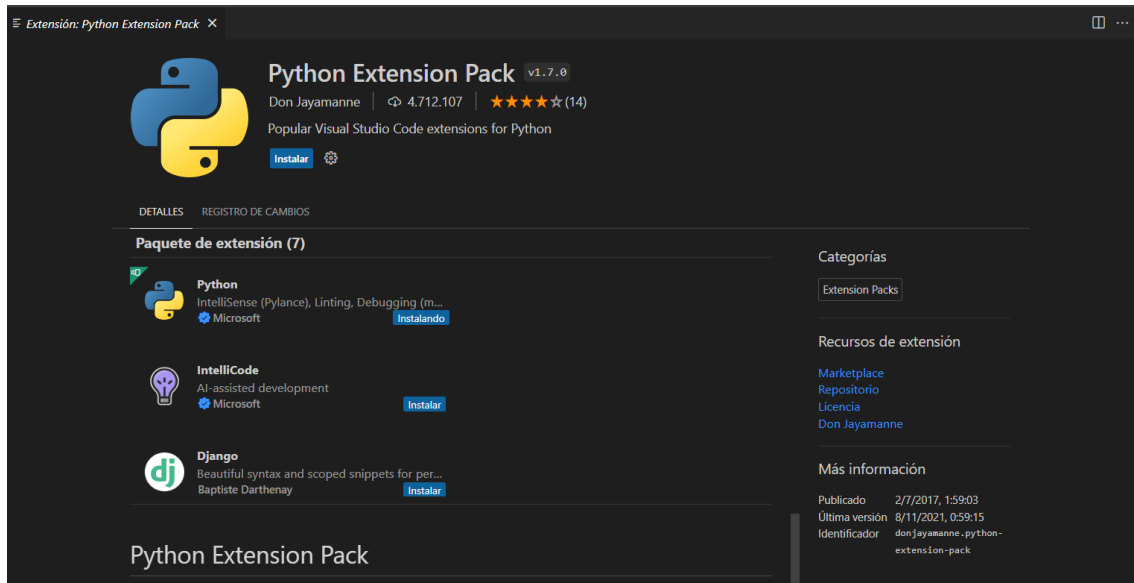 Extensión: Python Extension Pack
Python Extension Pack v1.7.0
Don Jayamanne 4.712.107 (14)
Popular Visual Studio Code extensions for Python
Instalar
DETALLES REGISTRO DE CAMBIOS
Paquete de extensión (7)
Python
IntelliSense (Pylance), Linting, Debugging (m...
Microsoft Instalando
IntelliCode
AI-assisted development
Microsoft Instalar
dj
Django
Beautiful syntax and scoped snippets for per...
Baptiste Darthenay Instalar
Python Extension Pack
Categorías
Extension Packs
Recursos de extensión
Marketplace
Repositorio
Licencia
Don Jayamanne
Más información
Publicado 2/7/2017, 1:59:03
Última versión 8/11/2021, 0:59:15
Identificador donjayamanne.python-
extension-pack